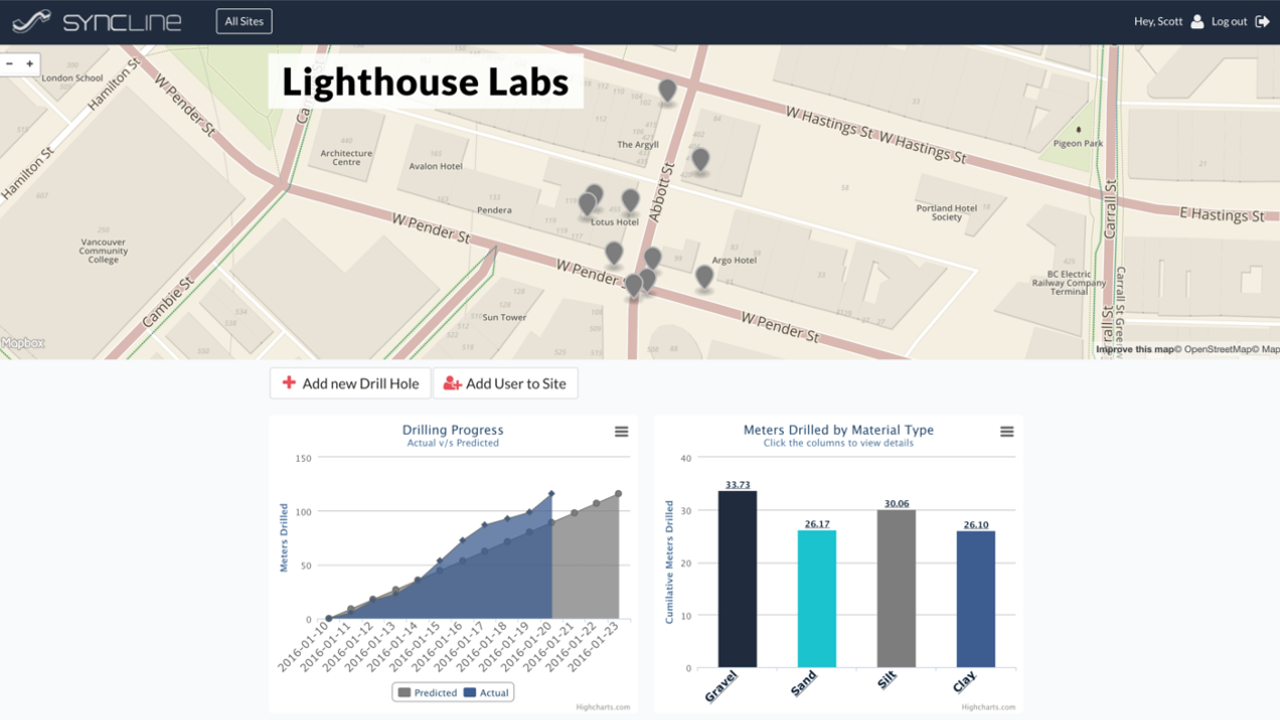 SYNCLINE
All Sites
Hey, Scott
Log out
− +
Lighthouse Labs
London School
Hamilton St
W Pender St
Hamilton St
Architecture
Centre
Avalon Hotel
The Argyll
W Hastings St W Hastings St
Pigeon Park
Abbott St
Carrall St
Pendera
Lotus Hotel
Portland Hotel
Society
E Hastings St
W Pender St
Vancouver
Community
College
W Pender St
Argo Hotel
BC Electric
Railway Company
Terminal
Cambie St
Sun Tower
W Pender St
Mapbox
Improve this map© OpenStreetMap© Map
Add new Drill Hole
Add User to Site
Drilling Progress
Actual v/s Predicted
Meters Drilled
150
100
50
0
2016-01-10
2016-01-11
2016-01-12
2016-01-13
2016-01-14
2016-01-15
2016-01-16
2016-01-17
2016-01-18
2016-01-19
2016-01-20
2016-01-21
2016-01-22
2016-01-23
Predicted
Actual
Highcharts.com
Meters Drilled by Material Type
Click the columns to view details
Cumilative Meters Drilled
40
30
20
10
0
33.73
26.17
30.06
26.10
Gravel
Sand
Silt
Clay
Highcharts.com